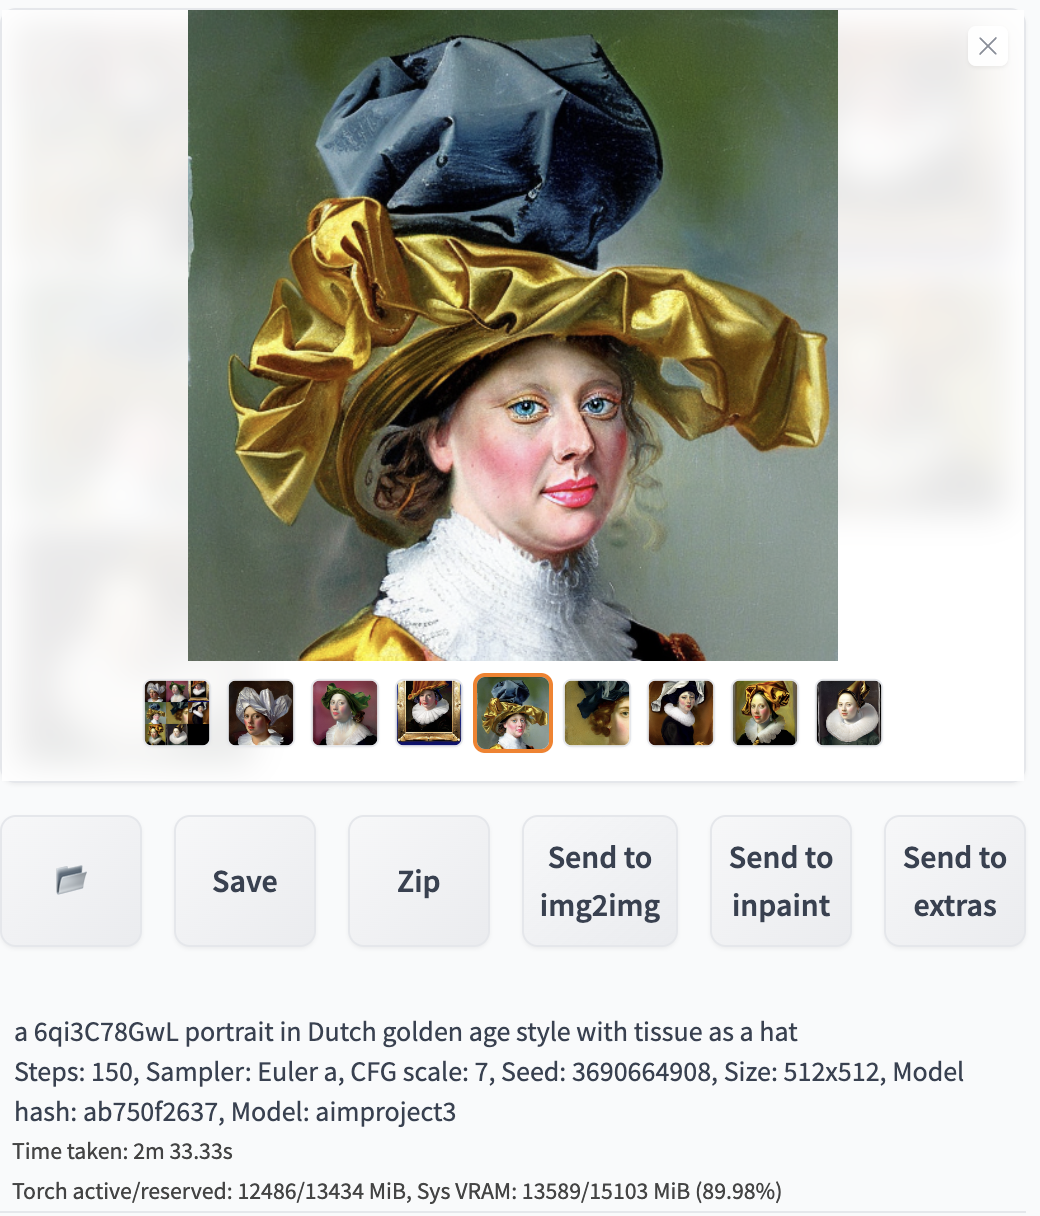 Save
Zip
Send to
img2img
Send to
inpaint
Send to
extras
a 6qi3C78GwL portrait in Dutch golden age style with tissue as a hat
Steps: 150, Sampler: Euler a, CFG scale: 7, Seed: 3690664908, Size: 512x512, Model
hash: ab750f2637, Model: aimproject3
Time taken: 2m 33.33s
Torch active/reserved: 12486/13434 MiB, Sys VRAM: 13589/15103 MiB (89.98%)